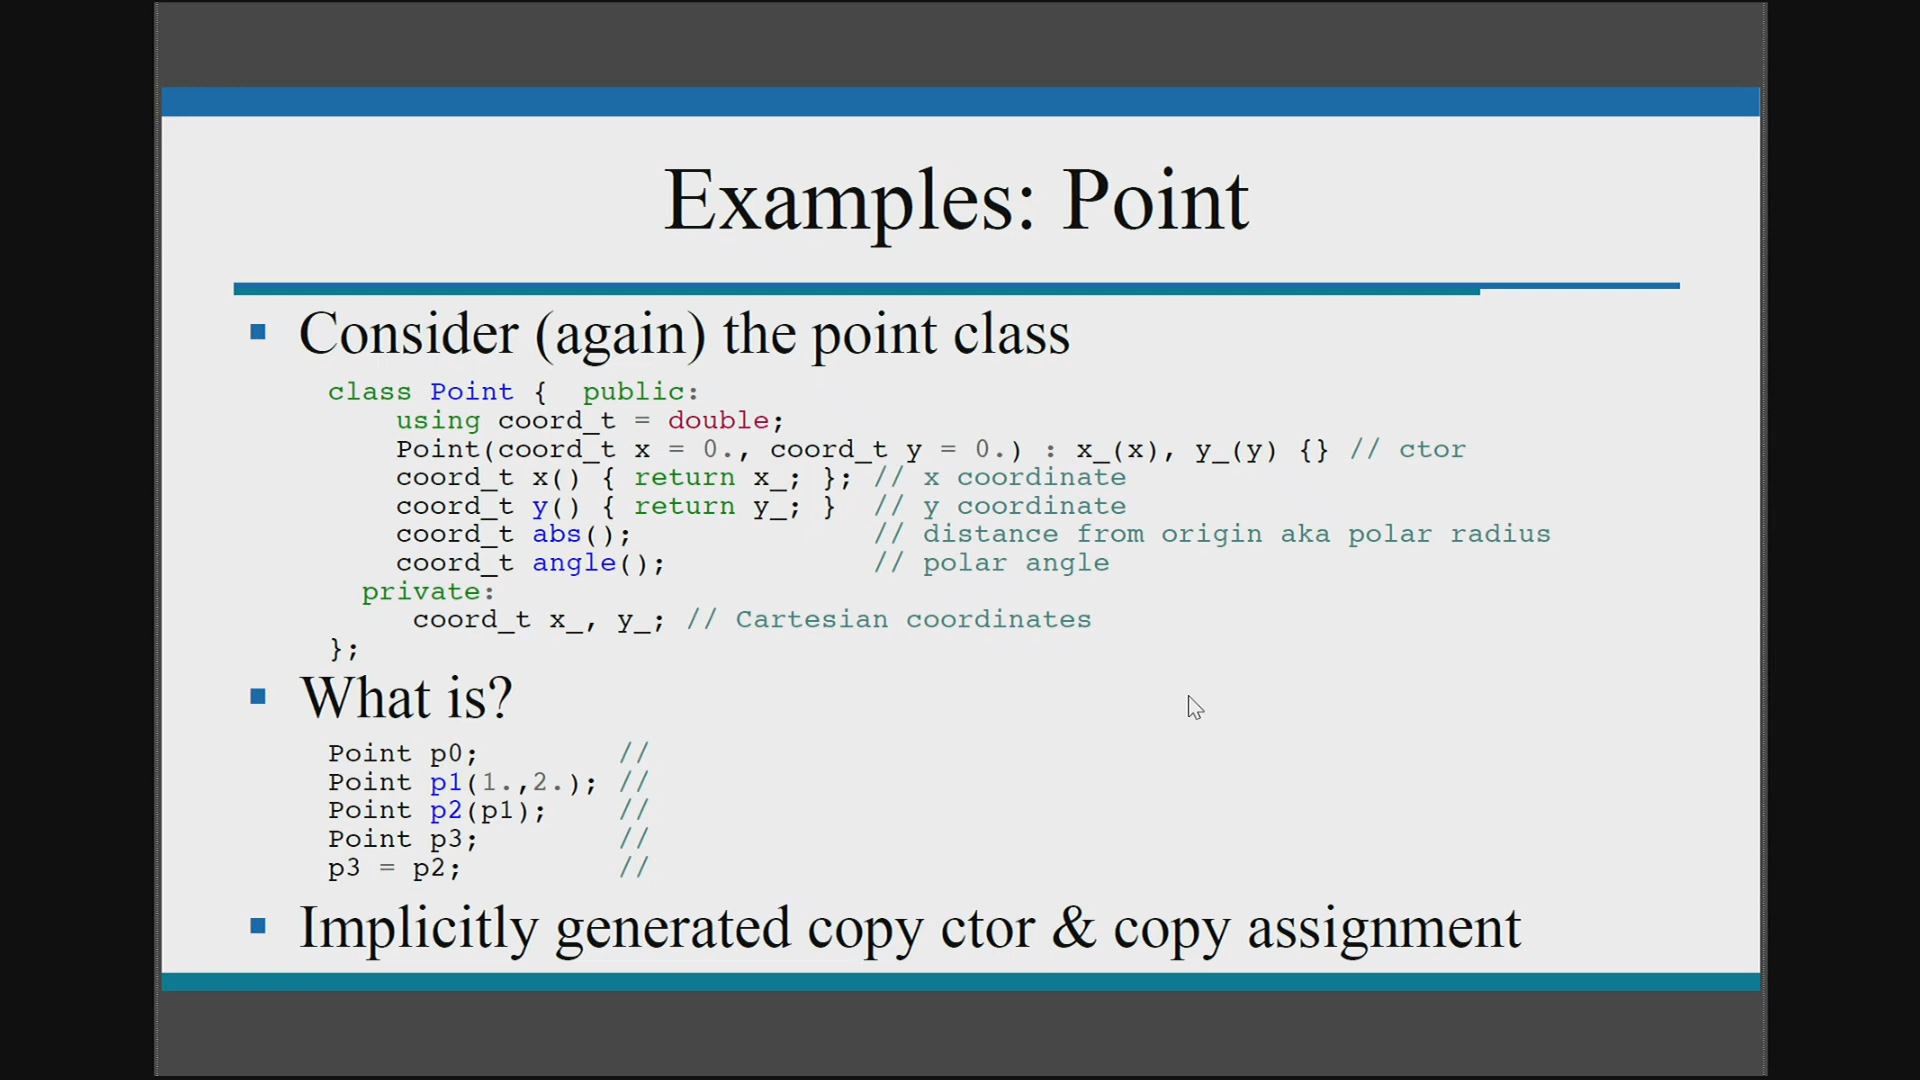 Examples: Point
Consider (again) the point class
class Point {  public:
    using coord_t = double;
    Point(coord_t x = 0., coord_t y = 0.) : x_(x), y_(y) {} // ctor
    coord_t x() { return x_; }; // x coordinate
    coord_t y() { return y_; }  // y coordinate
    coord_t abs();              // distance from origin aka polar radius
    coord_t angle();            // polar angle
  private:
     coord_t x_, y_; // Cartesian coordinates
};
What is?
Point p0;        //
Point p1(1.,2.); //
Point p2(p1);    //
Point p3;        //
p3 = p2;         //
Implicitly generated copy ctor & copy assignment